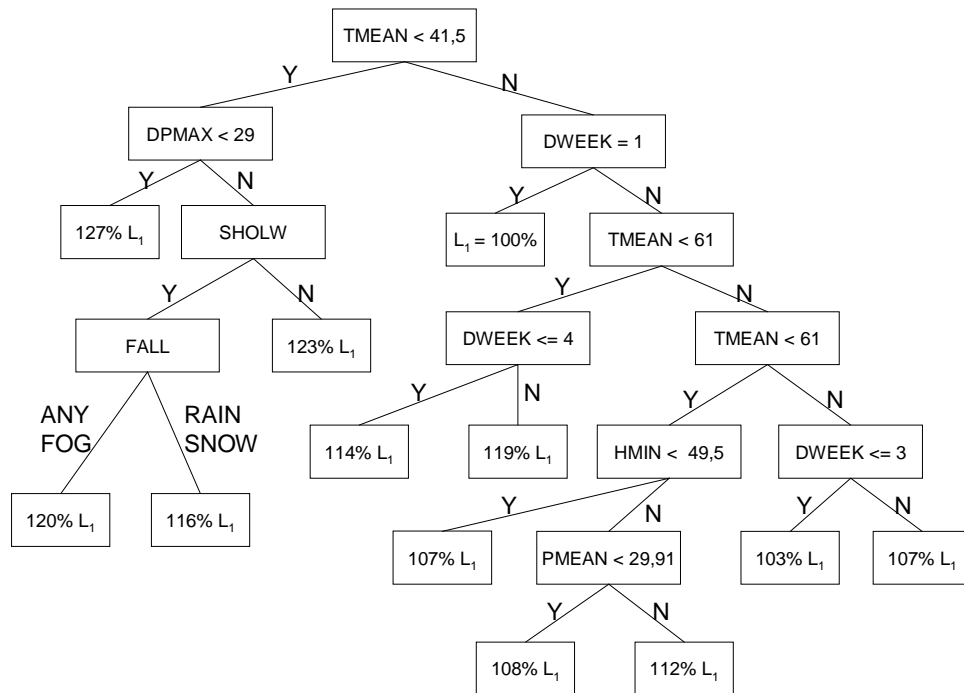 TMEAN < 41,5
Y
N
DPMAX < 29
DWEEK = 1
Y
N
Y
N
127% L₁
SHOLW
L₁ = 100%
TMEAN < 61
Y
N
Y
N
FALL
123% L₁
DWEEK <= 4
TMEAN < 61
Y
N
Y
N
ANY
FOG
RAIN
SNOW
114% L₁
119% L₁
HMIN < 49,5
DWEEK <= 3
Y
N
Y
N
120% L₁
116% L₁
107% L₁
PMEAN < 29,91
103% L₁
107% L₁
Y
N
108% L₁
112% L₁